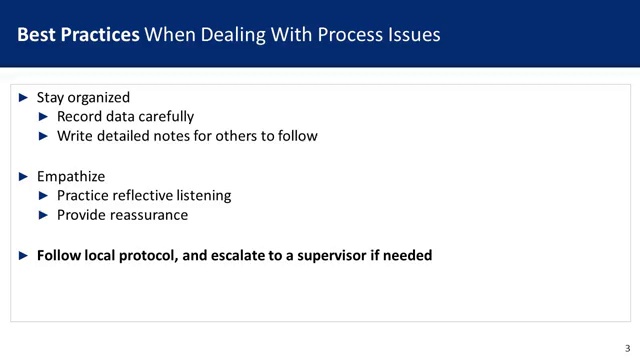 Best Practices When Dealing With Process Issues
► Stay organized
► Record data carefully
► Write detailed notes for others to follow
► Empathize
► Practice reflective listening
► Provide reassurance
► Follow local protocol, and escalate to a supervisor if needed
3